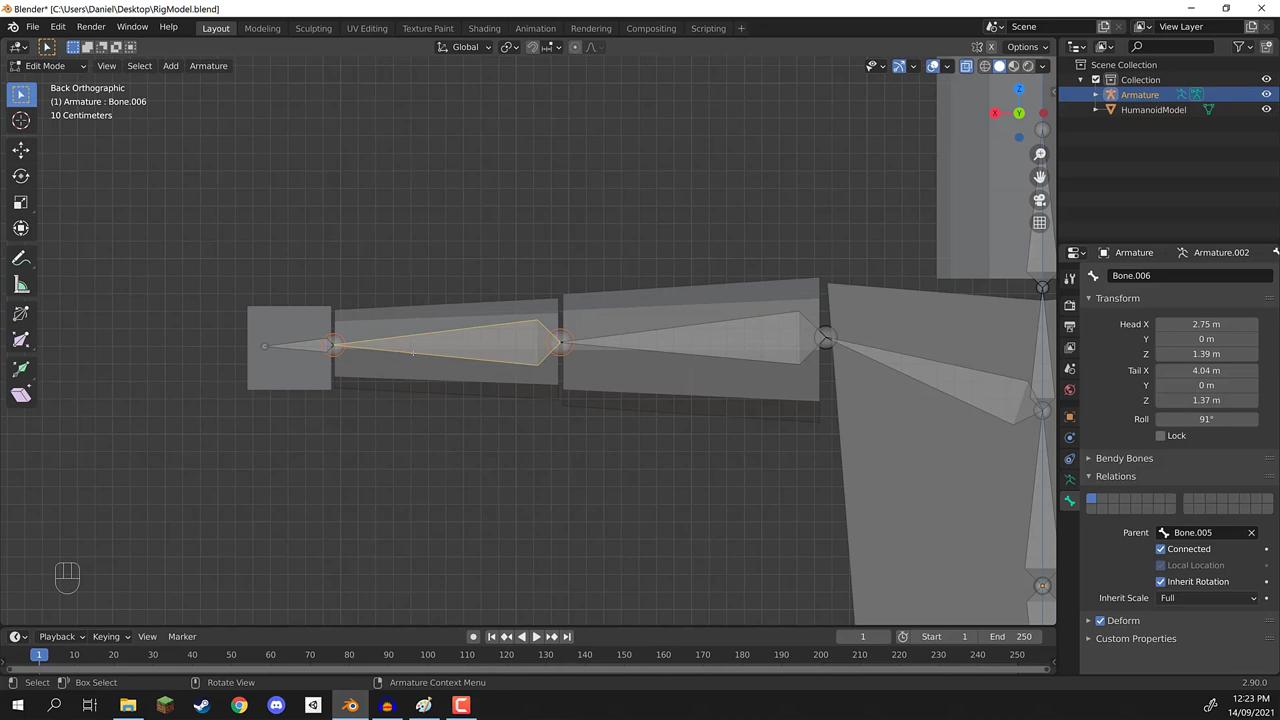 Blender* [C:\Users\Daniel\Desktop\RigModel.blend]
File Edit Render Window Help Layout Modeling Sculpting UV Editing Texture Paint Shading Animation Rendering Compositing Scripting + Scene View Layer
Global Options
Edit Mode View Select Add Armature
Back Orthographic
(1) Armature : Bone.006
10 Centimeters
X
Z
X Y
Scene Collection
Collection
Armature
HumanoidModel
Armature Armature.002
Bone.006
Transform
Head X 2.75 m
Y 0 m
Z 1.39 m
Tail X 4.04 m
Y 0 m
Z 1.37 m
Roll 91°
Lock
Bendy Bones
Relations
Parent Bone.005
Connected
Local Location
Inherit Rotation
Inherit Scale Full
Deform
Custom Properties
Playback Keying View Marker 1 Start 1 End 250
1 10 20 30 40 50 60 70 80 90 100 110 120 130 140 150 160 170 180 190 200 210 220 230 240 250
Select Box Select Rotate View Armature Context Menu 2.90.0
12:23 PM
14/09/2021